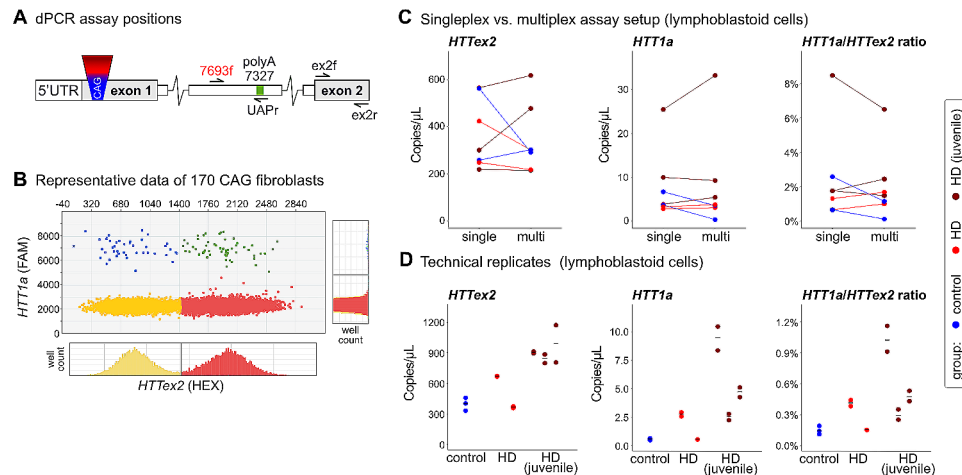 A dPCR assay positions
5'UTR
CAG
exon 1
7693f
polyA
7327
UAPr
ex2f
exon 2
ex2r
B Representative data of 170 CAG fibroblasts
-40 320 680 1040 1400 1760 2120 2480 2840
HTT1a (FAM)
8000
6000
4000
2000
0
well count
well count
HTTex2 (HEX)
C Singleplex vs. multiplex assay setup (lymphoblastoid cells)
HTTex2
Copies/µL
600
400
200
0
single multi
HTT1a
Copies/µL
30
20
10
0
single multi
HTT1a/HTTex2 ratio
8%
6%
4%
2%
0%
single multi
D Technical replicates (lymphoblastoid cells)
HTTex2
Copies/µL
1200
900
600
300
0
control HD HD
(juvenile)
HTT1a
Copies/µL
10.0
7.5
5.0
2.5
0.0
control HD HD
(juvenile)
HTT1a/HTTex2 ratio
1.2%
0.9%
0.6%
0.3%
0.0%
control HD HD
(juvenile)
group: control HD HD (juvenile)